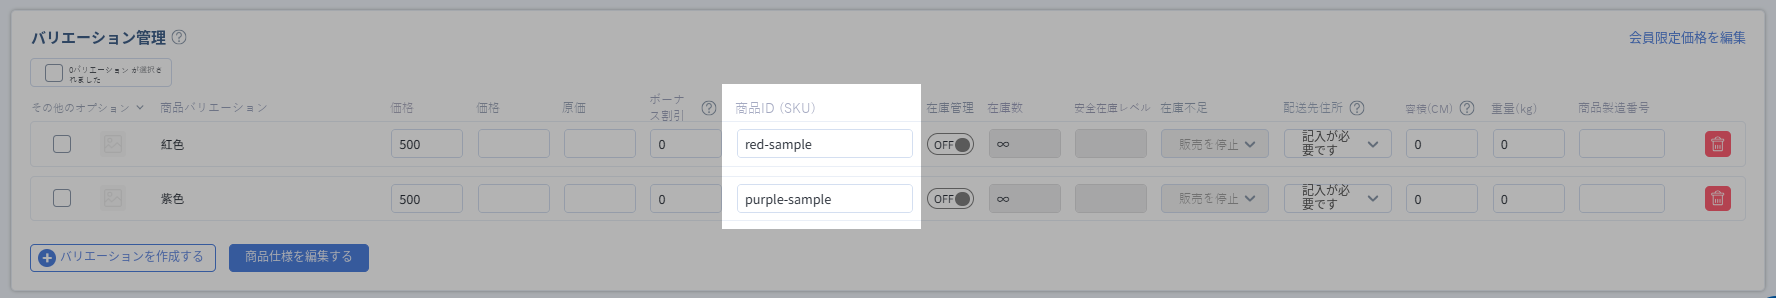 バリエーション管理 ?
会員限定価格を編集
0バリエーション が選択さ
れました
その他のオプション 商品バリエーション 価格 価格 原価 ボーナ
ス割引 ? 商品ID (SKU) 在庫管理 在庫数 安全在庫レベル 在庫不足 配送先住所 ? 容積(CM) ? 重量(kg) 商品製造番号
紅色 500 0 red-sample OFF ∞ 販売を停止 記入が必
要です 0 0
紫色 500 0 purple-sample OFF ∞ 販売を停止 記入が必
要です 0 0
バリエーションを作成する 商品仕様を編集する